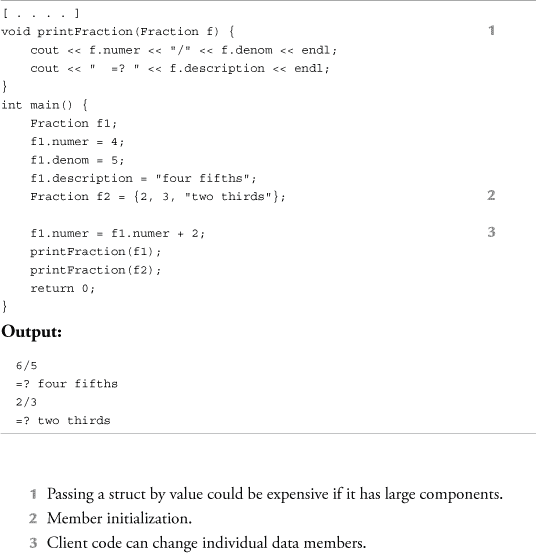 [ . . . . ]
void printFraction(Fraction f) { 1
    cout << f.numer << "/" << f.denom << endl;
    cout << "  =? " << f.description << endl;
}
int main() {
    Fraction f1;
    f1.numer = 4;
    f1.denom = 5;
    f1.description = "four fifths";
    Fraction f2 = {2, 3, "two thirds"}; 2
    f1.numer = f1.numer + 2; 3
    printFraction(f1);
    printFraction(f2);
    return 0;
}
Output:
6/5
=? four fifths
2/3
=? two thirds
1 Passing a struct by value could be expensive if it has large components.
2 Member initialization.
3 Client code can change individual data members.